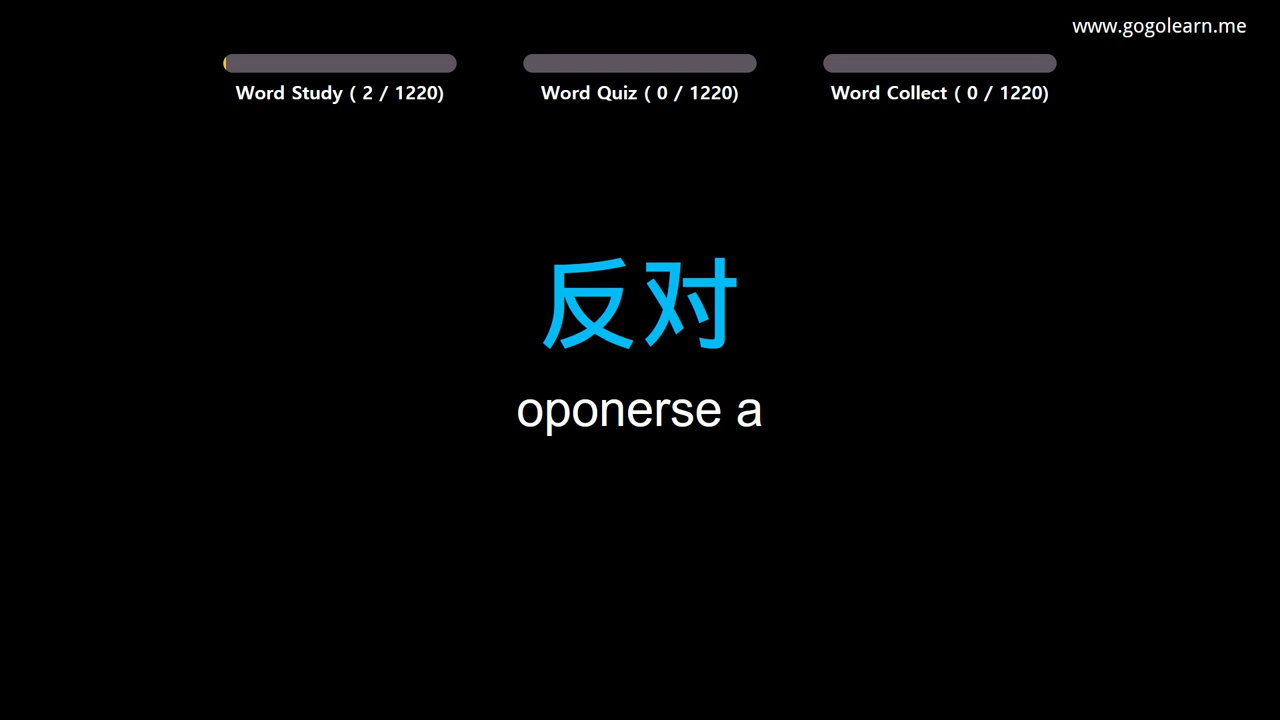 www.gogolearn.me
Word Study ( 2 / 1220)
Word Quiz ( 0 / 1220)
Word Collect ( 0 / 1220)
反对
oponerse a